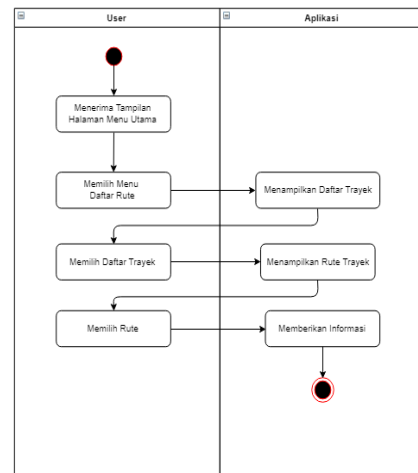 User
Aplikasi
Menerima Tampilan
Halaman Menu Utama
Memilih Menu
Daftar Rute
Menampilkan Daftar Trayek
Memilih Daftar Trayek
Menampilkan Rute Trayek
Memilih Rute
Memberikan Informasi